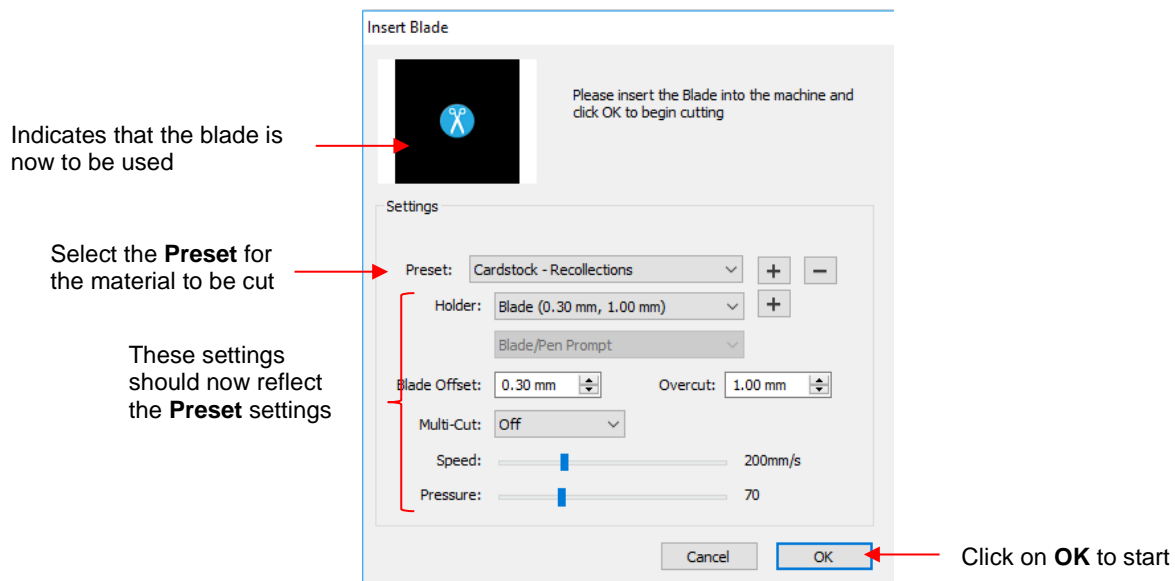 Insert Blade
Please insert the Blade into the machine and
click OK to begin cutting
Indicates that the blade is
now to be used
Settings
Select the Preset for
the material to be cut
Preset: Cardstock - Recollections
Holder: Blade (0.30 mm, 1.00 mm)
Blade/Pen Prompt
These settings
should now reflect
the Preset settings
Blade Offset: 0.30 mm Overcut: 1.00 mm
Multi-Cut: Off
Speed: 200mm/s
Pressure: 70
Cancel OK
Click on OK to start